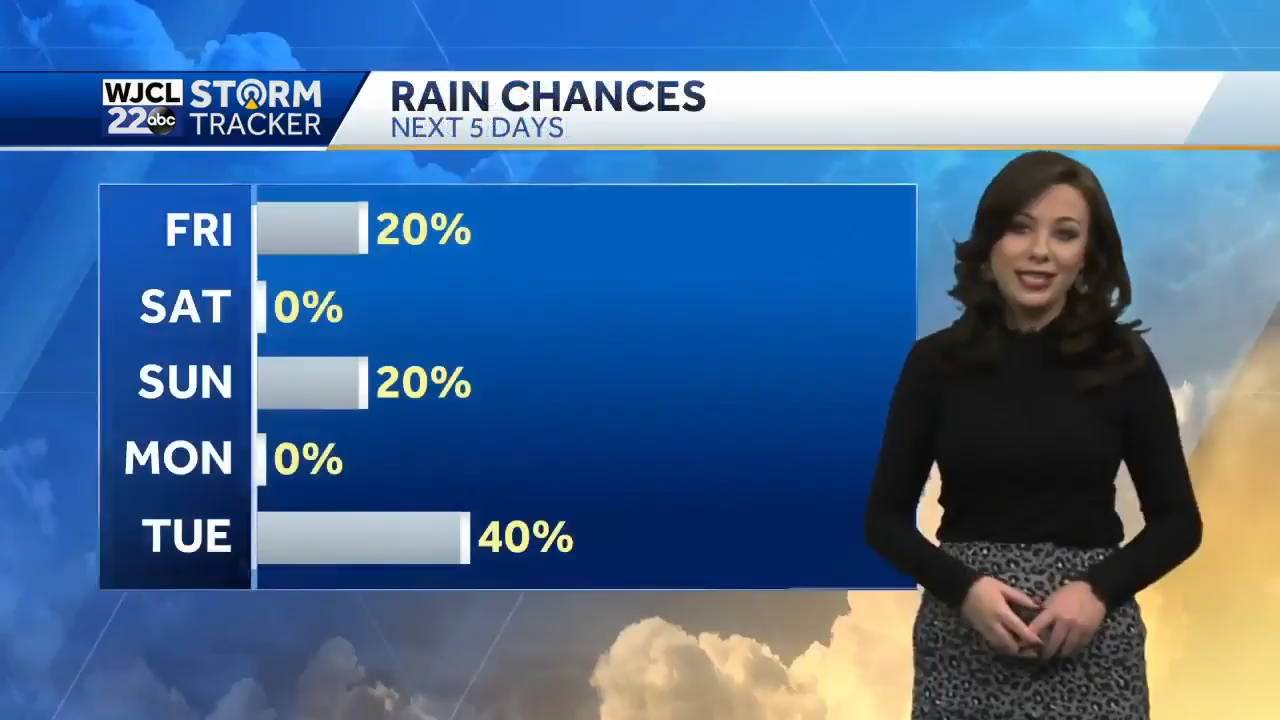 WJCL
22 abc
STORM
TRACKER
RAIN CHANCES
NEXT 5 DAYS
FRI 20%
SAT 0%
SUN 20%
MON 0%
TUE 40%